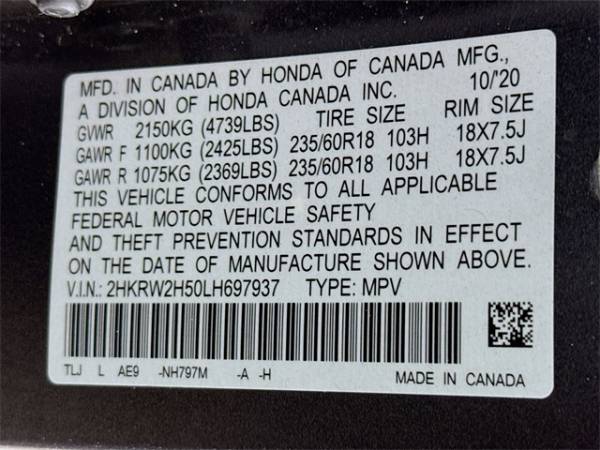 MFD. IN CANADA BY HONDA OF CANADA MFG.,
A DIVISION OF HONDA CANADA INC. 10/'20
GVWR 2150KG (4739LBS) TIRE SIZE RIM SIZE
GAWR F 1100KG (2425LBS) 235/60R18 103H 18X7.5J
GAWR R 1075KG (2369LBS) 235/60R18 103H 18X7.5J
THIS VEHICLE CONFORMS TO ALL APPLICABLE
FEDERAL MOTOR VEHICLE SAFETY
AND THEFT PREVENTION STANDARDS IN EFFECT
ON THE DATE OF MANUFACTURE SHOWN ABOVE.
V.I.N.: 2HKRW2H50LH697937 TYPE: MPV
TLJ L AE9 -NH797M -A -H
MADE IN CANADA